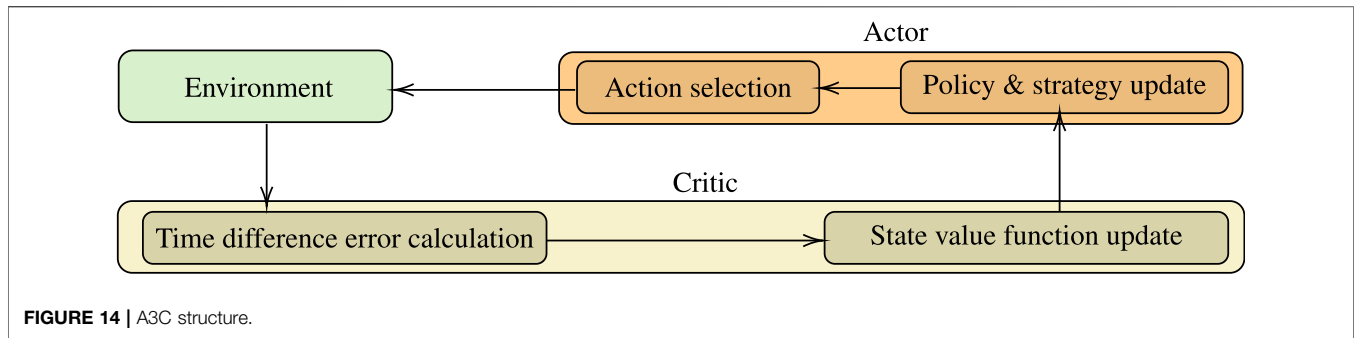 Actor
Environment
Action selection
Policy & strategy update
Critic
Time difference error calculation
State value function update
FIGURE 14 | A3C structure.